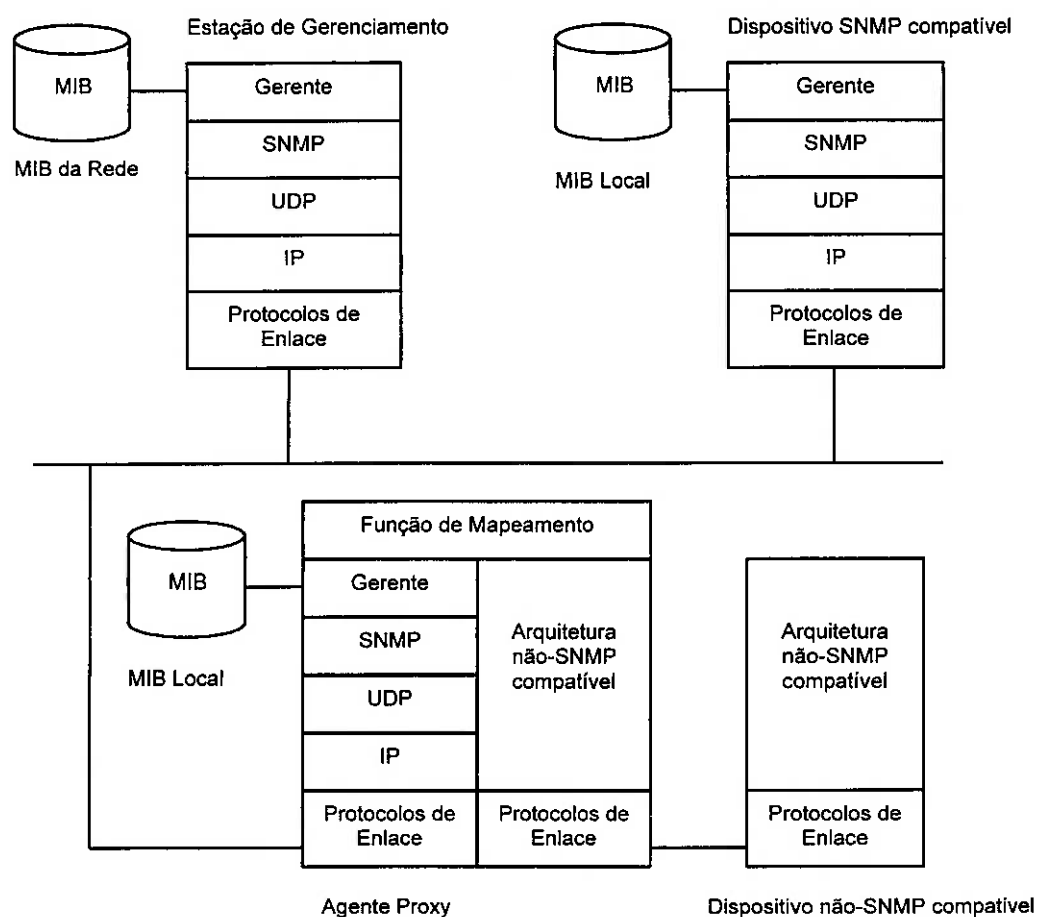 Estação de Gerenciamento
MIB
MIB da Rede
Gerente
SNMP
UDP
IP
Protocolos de
Enlace
Dispositivo SNMP compatível
MIB
MIB Local
Gerente
SNMP
UDP
IP
Protocolos de
Enlace
MIB
MIB Local
Função de Mapeamento
Gerente
SNMP
UDP
IP
Protocolos de
Enlace
Arquitetura
não-SNMP
compatível
Protocolos de
Enlace
Agente Proxy
Arquitetura
não-SNMP
compatível
Protocolos de
Enlace
Dispositivo não-SNMP compatível